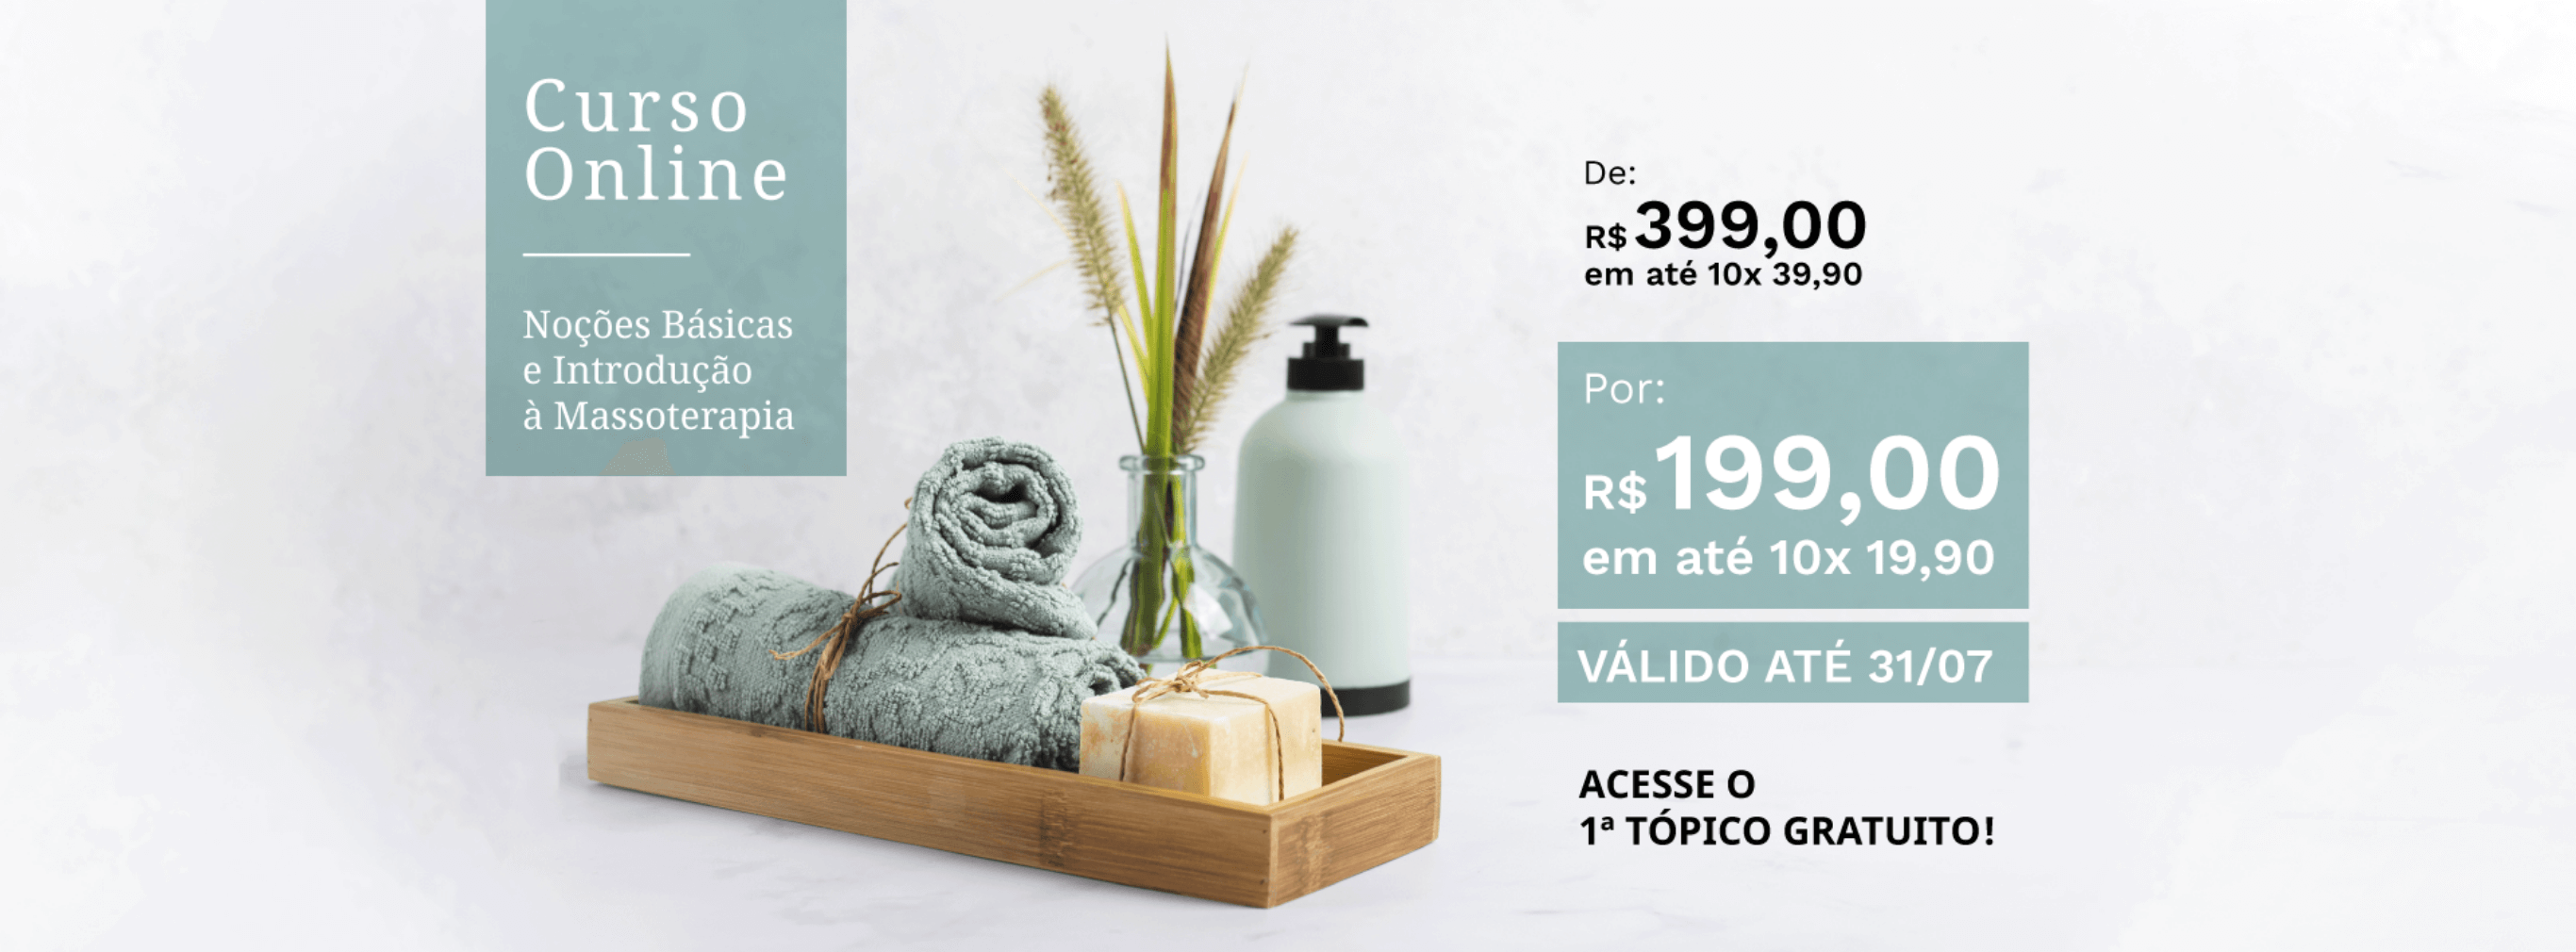 Curso
Online
Noções Básicas
e Introdução
à Massoterapia
De:
R$ 399,00
em até 10x 39,90
Por:
R$ 199,00
em até 10x 19,90
VÁLIDO ATÉ 31/07
ACESSE O
1ª TÓPICO GRATUITO!